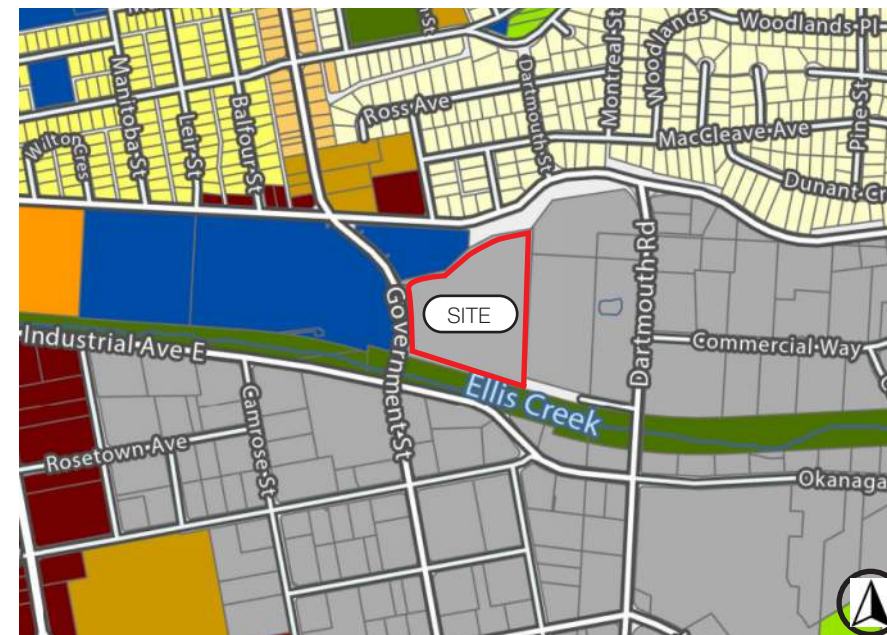 Woodlands Pl
Woodlands
Montreal St
Dartmouth St
Pine St
Manitoba St
Leir St
Balfour St
Ross Ave
MacCleave Ave
Wilton Cres
Dunant Cr
Dartmouth Rd
Government St
SITE
Industrial Ave E
Commercial Way
Ellis Creek
Camrose St
Rosetown Ave
Okanaga